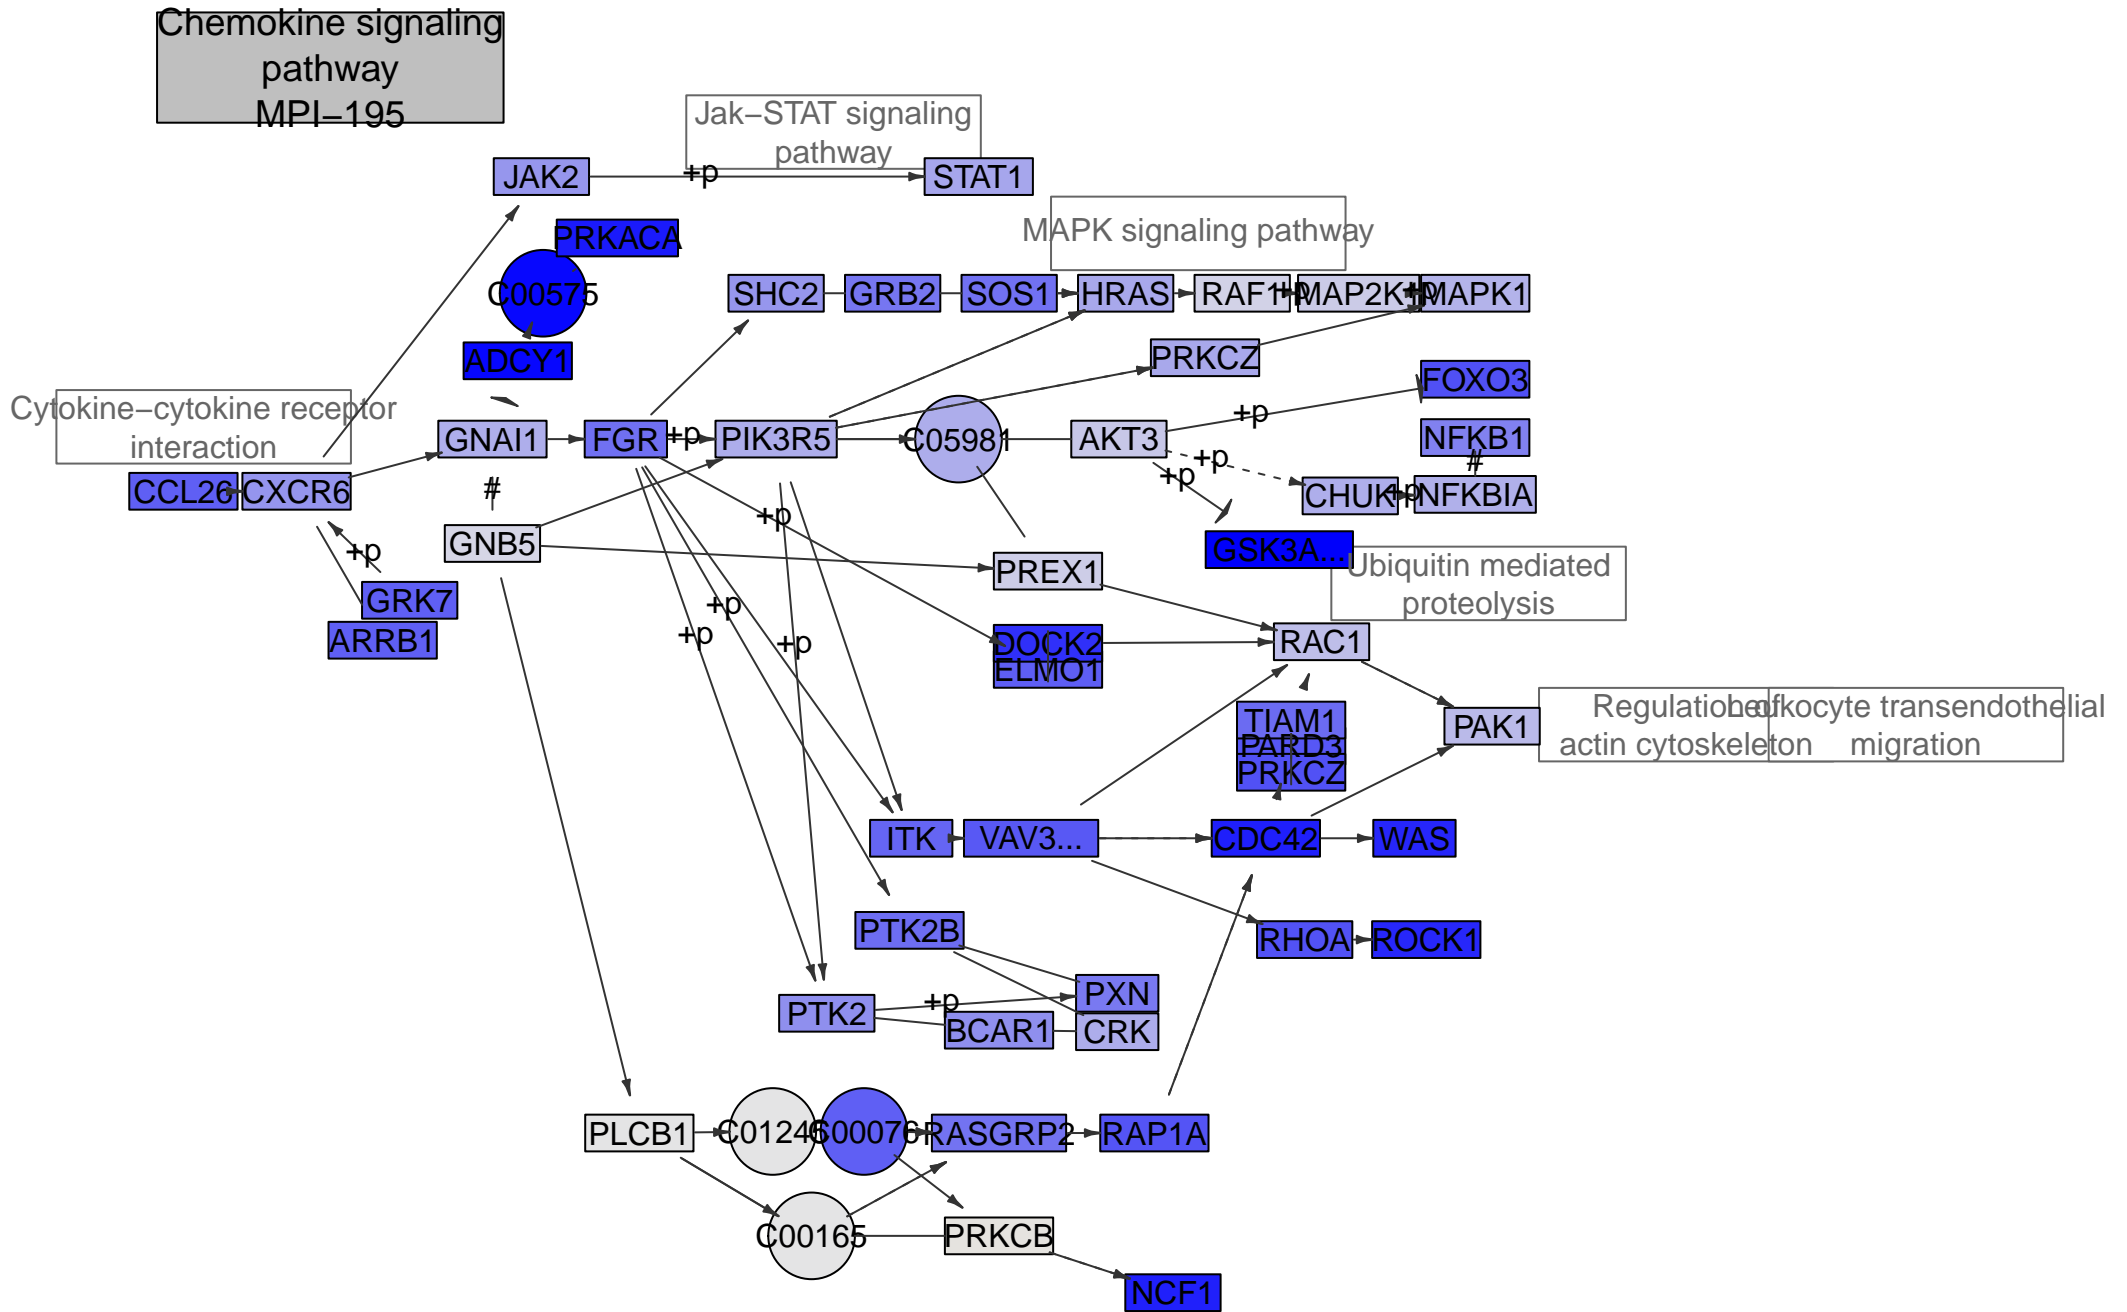 Chemokine signaling
pathway
MPI−195
Jak−STAT signaling
pathway
JAK2
+p
STAT1
PRKACA
MAPK signaling pathway
C00575
SHC2
GRB2
SOS1
HRAS
RAF1
+p
MAP2K1
+p
MAPK1
ADCY1
PRKCZ
FOXO3
Cytokine−cytokine receptor
interaction
GNAI1
FGR
+p
PIK3R5
C05981
AKT3
+p
NFKB1
+p
#
+p
CCL26
CXCR6
#
CHUK
+p
NFKBIA
+p
GNB5
+p
GSK3A...
PREX1
Ubiquitin mediated
proteolysis
GRK7
+p
ARRB1
+p
+p
DOCK2
RAC1
ELMO1
TIAM1
PARD3
PRKCZ
PAK1
Regulation of
actin cytoskeleton
Leukocyte transendothelial
migration
ITK
VAV3...
CDC42
WAS
PTK2B
RHOA
ROCK1
PTK2
+p
PXN
BCAR1
CRK
PLCB1
C01245
C00076
RASGRP2
RAP1A
C00165
PRKCB
NCF1